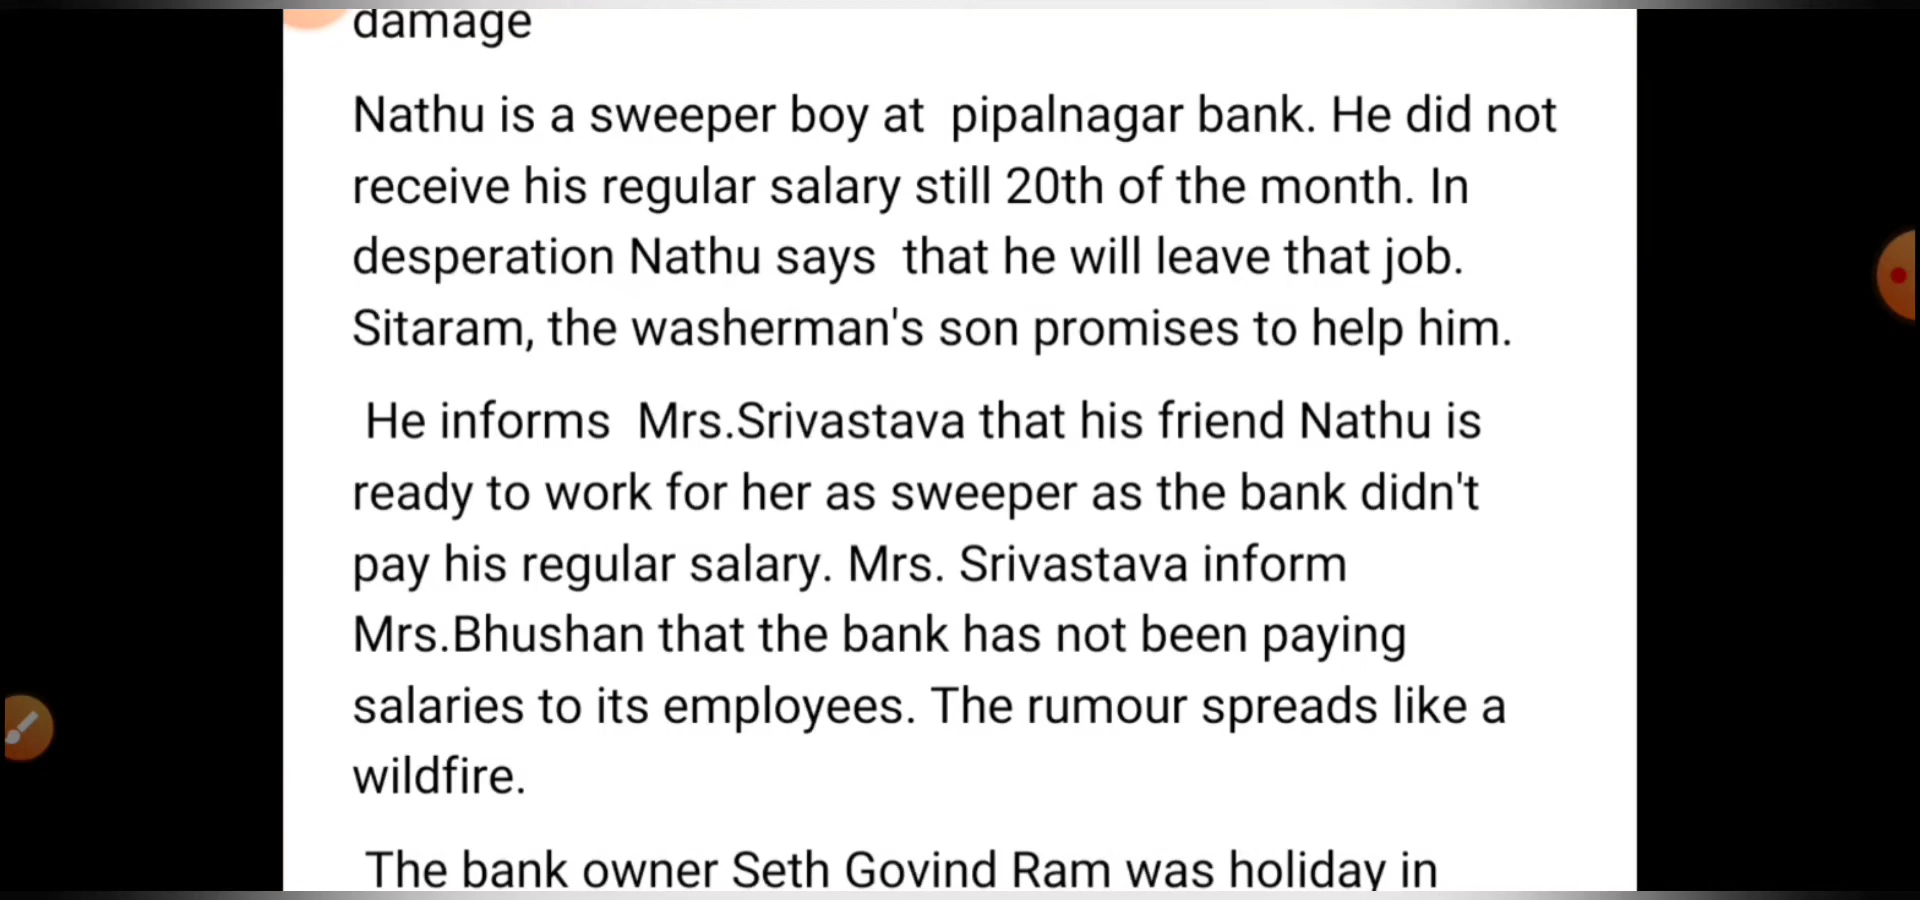 damage
Nathu is a sweeper boy at pipalnagar bank. He did not
receive his regular salary still 20th of the month. In
desperation Nathu says that he will leave that job.
Sitaram, the washerman's son promises to help him.
He informs Mrs.Srivastava that his friend Nathu is
ready to work for her as sweeper as the bank didn't
pay his regular salary. Mrs. Srivastava inform
Mrs.Bhushan that the bank has not been paying
salaries to its employees. The rumour spreads like a
wildfire.
The bank owner Seth Govind Ram was holiday in